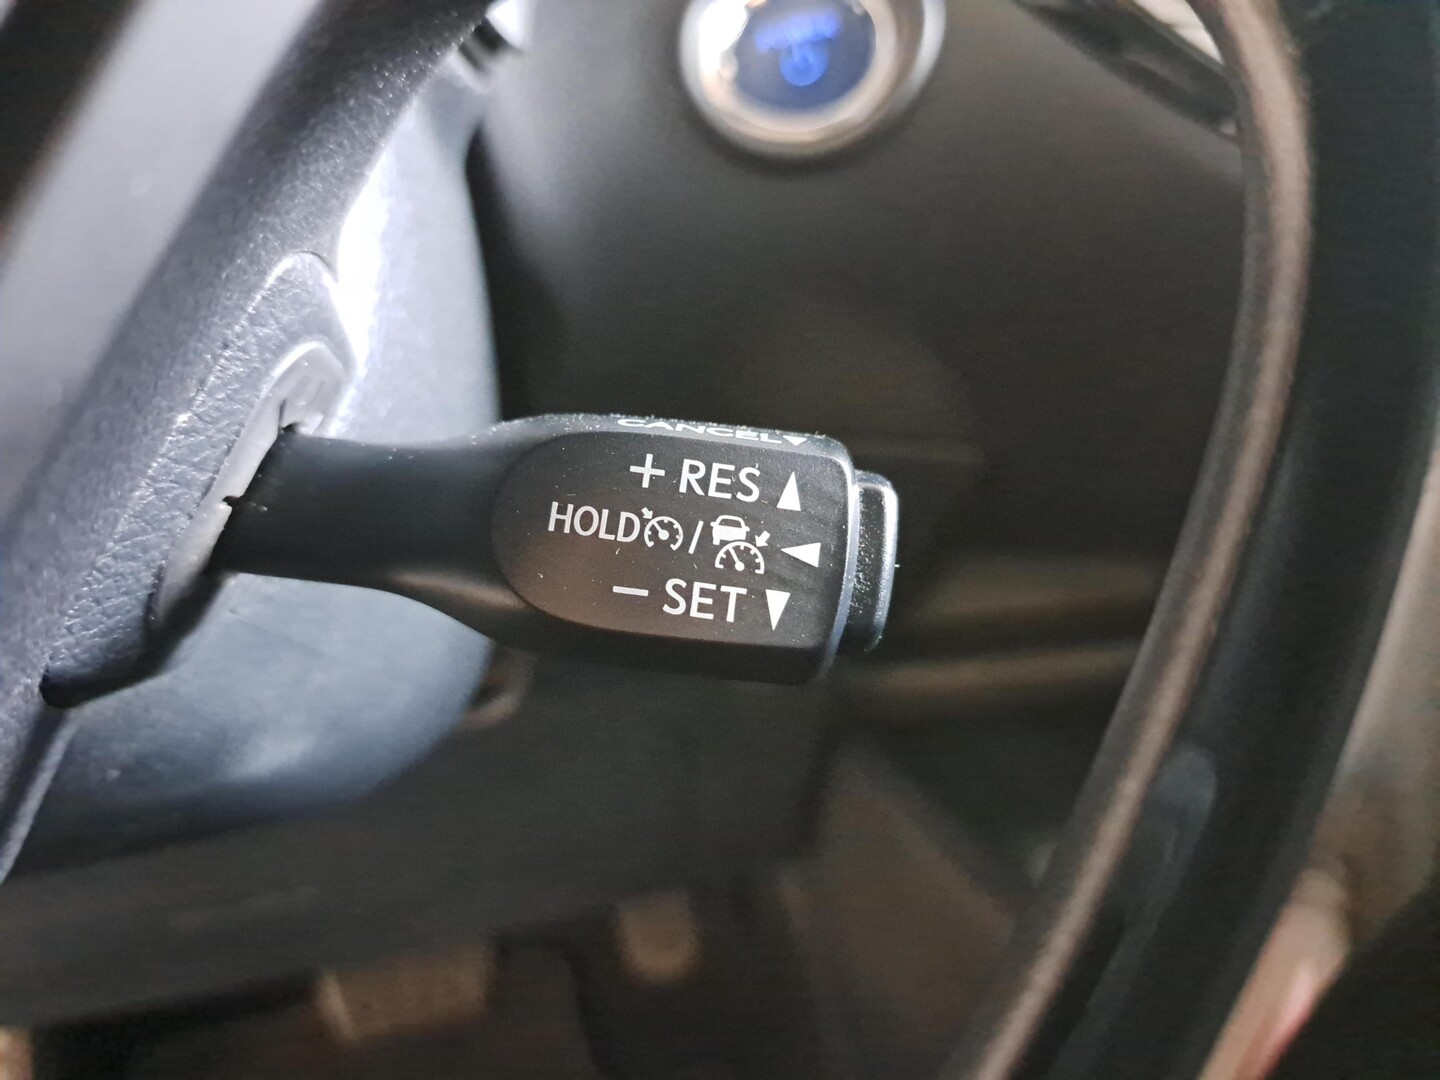 CANCEL▼
+ RES ▲
HOLD / ◀
− SET ▼